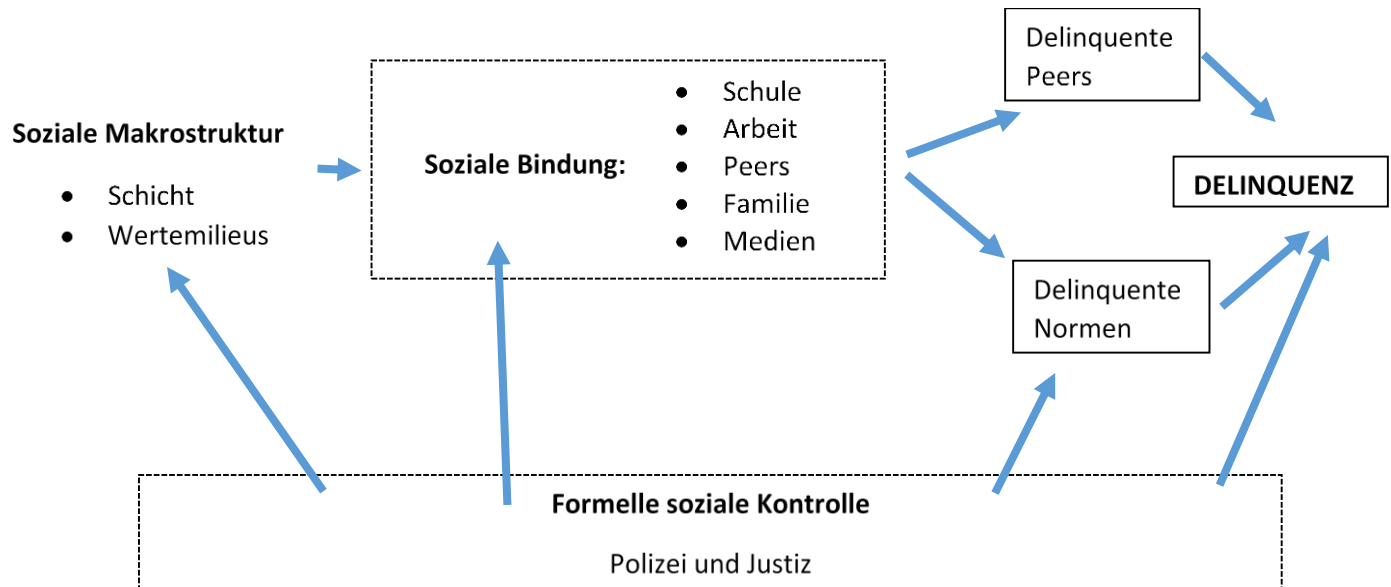 Soziale Makrostruktur
• Schicht
• Wertemilieus
Soziale Bindung:
• Schule
• Arbeit
• Peers
• Familie
• Medien
Delinquente
Peers
DELINQUENZ
Delinquente
Normen
Formelle soziale Kontrolle
Polizei und Justiz